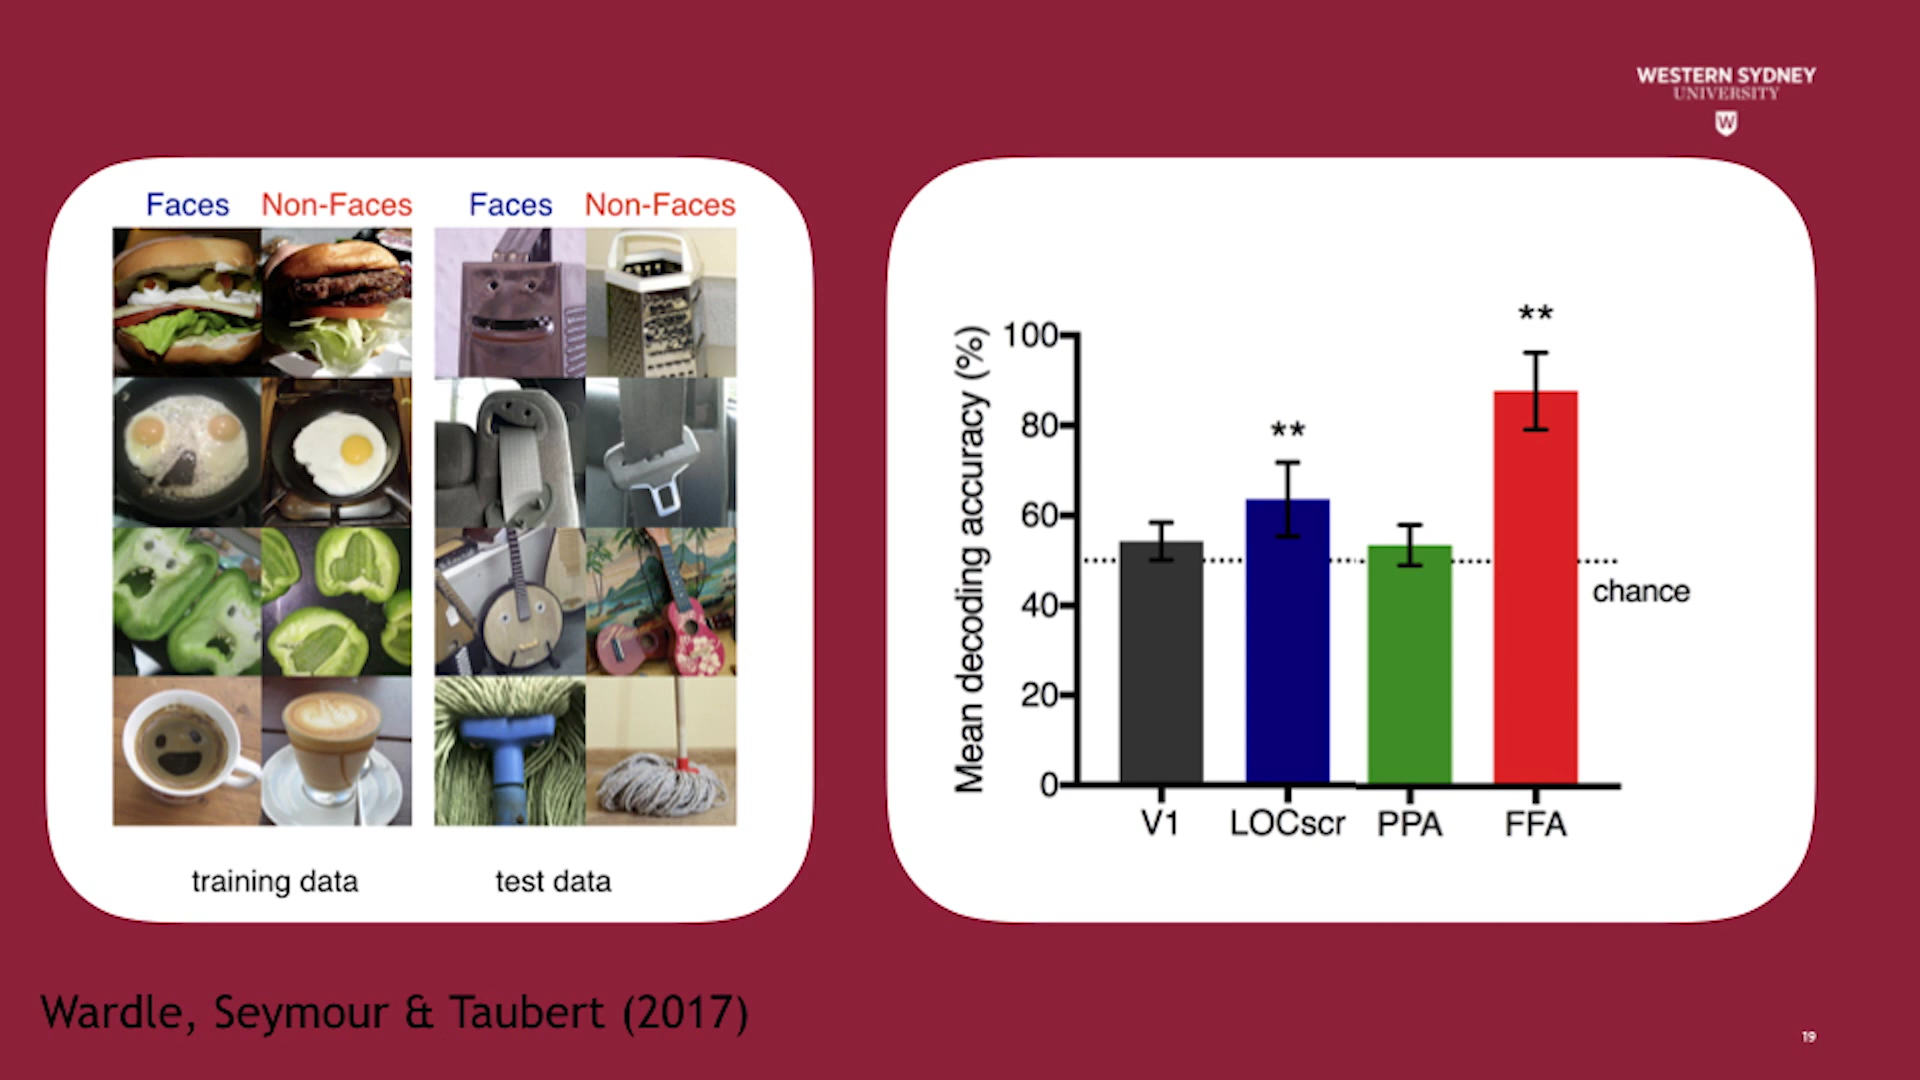 WESTERN SYDNEY
UNIVERSITY
W
Faces Non-Faces Faces Non-Faces
training data test data
Mean decoding accuracy (%)
100
80
60
40
20
0
**
**
chance
V1 LOCscr PPA FFA
Wardle, Seymour & Taubert (2017)
19